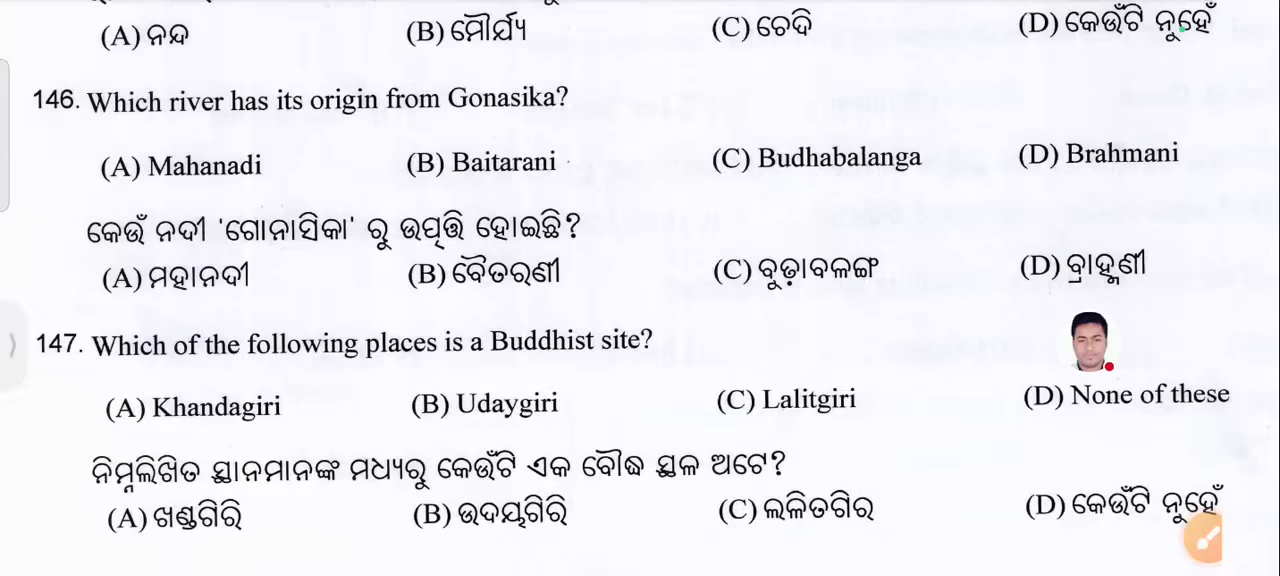 (A) ନନ୍ଦ (B) ମୌର୍ଯ୍ୟ (C) ଚେଦି (D) କେଉଁଟି ନୁହେଁ
146. Which river has its origin from Gonasika?
(A) Mahanadi (B) Baitarani (C) Budhabalanga (D) Brahmani
କେଉଁ ନଦୀ 'ଗୋନାସିକା' ରୁ ଉତ୍ପତ୍ତି ହୋଇଛି?
(A) ମହାନଦୀ (B) ବୈତରଣୀ (C) ବୁଢ଼ାବଳଙ୍ଗ (D) ବ୍ରାହ୍ମଣୀ
147. Which of the following places is a Buddhist site?
(A) Khandagiri (B) Udaygiri (C) Lalitgiri (D) None of these
ନିମ୍ନଲିଖିତ ସ୍ଥାନମାନଙ୍କ ମଧ୍ୟରୁ କେଉଁଟି ଏକ ବୌଦ୍ଧ ସ୍ଥଳ ଅଟେ?
(A) ଖଣ୍ଡଗିରି (B) ଉଦୟଗିରି (C) ଲଳିତଗିରି (D) କେଉଁଟି ନୁହେଁ